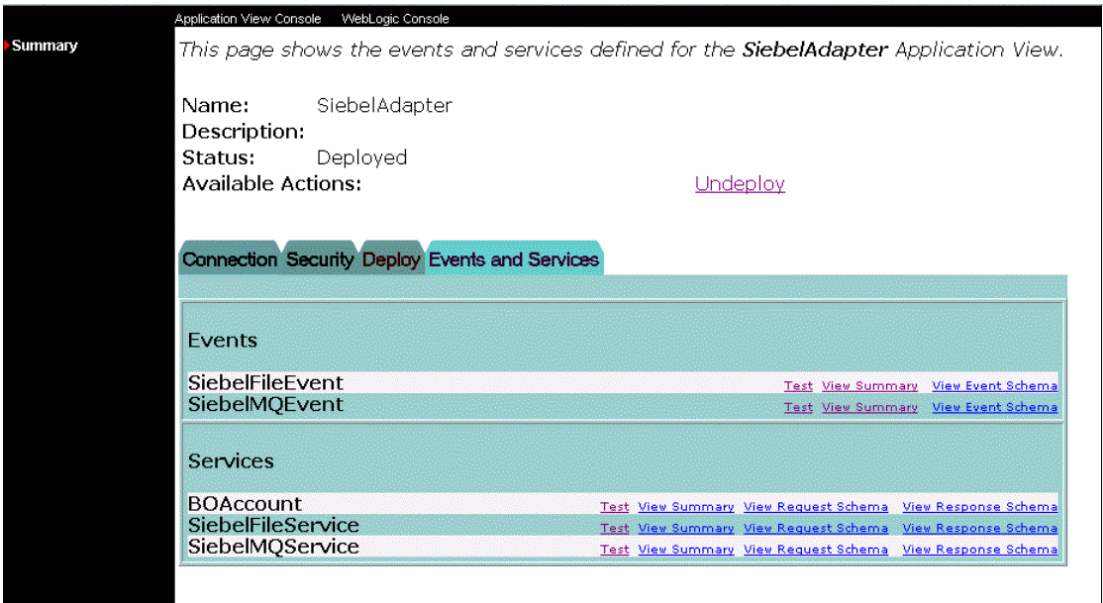 Application View Console WebLogic Console
Summary
This page shows the events and services defined for the SiebelAdapter Application View.
Name: SiebelAdapter
Description:
Status: Deployed
Available Actions: Undeploy
Connection Security Deploy Events and Services
Events
SiebelFileEvent Test View Summary View Event Schema
SiebelMQEvent Test View Summary View Event Schema
Services
BOAccount Test View Summary View Request Schema View Response Schema
SiebelFileService Test View Summary View Request Schema View Response Schema
SiebelMQService Test View Summary View Request Schema View Response Schema